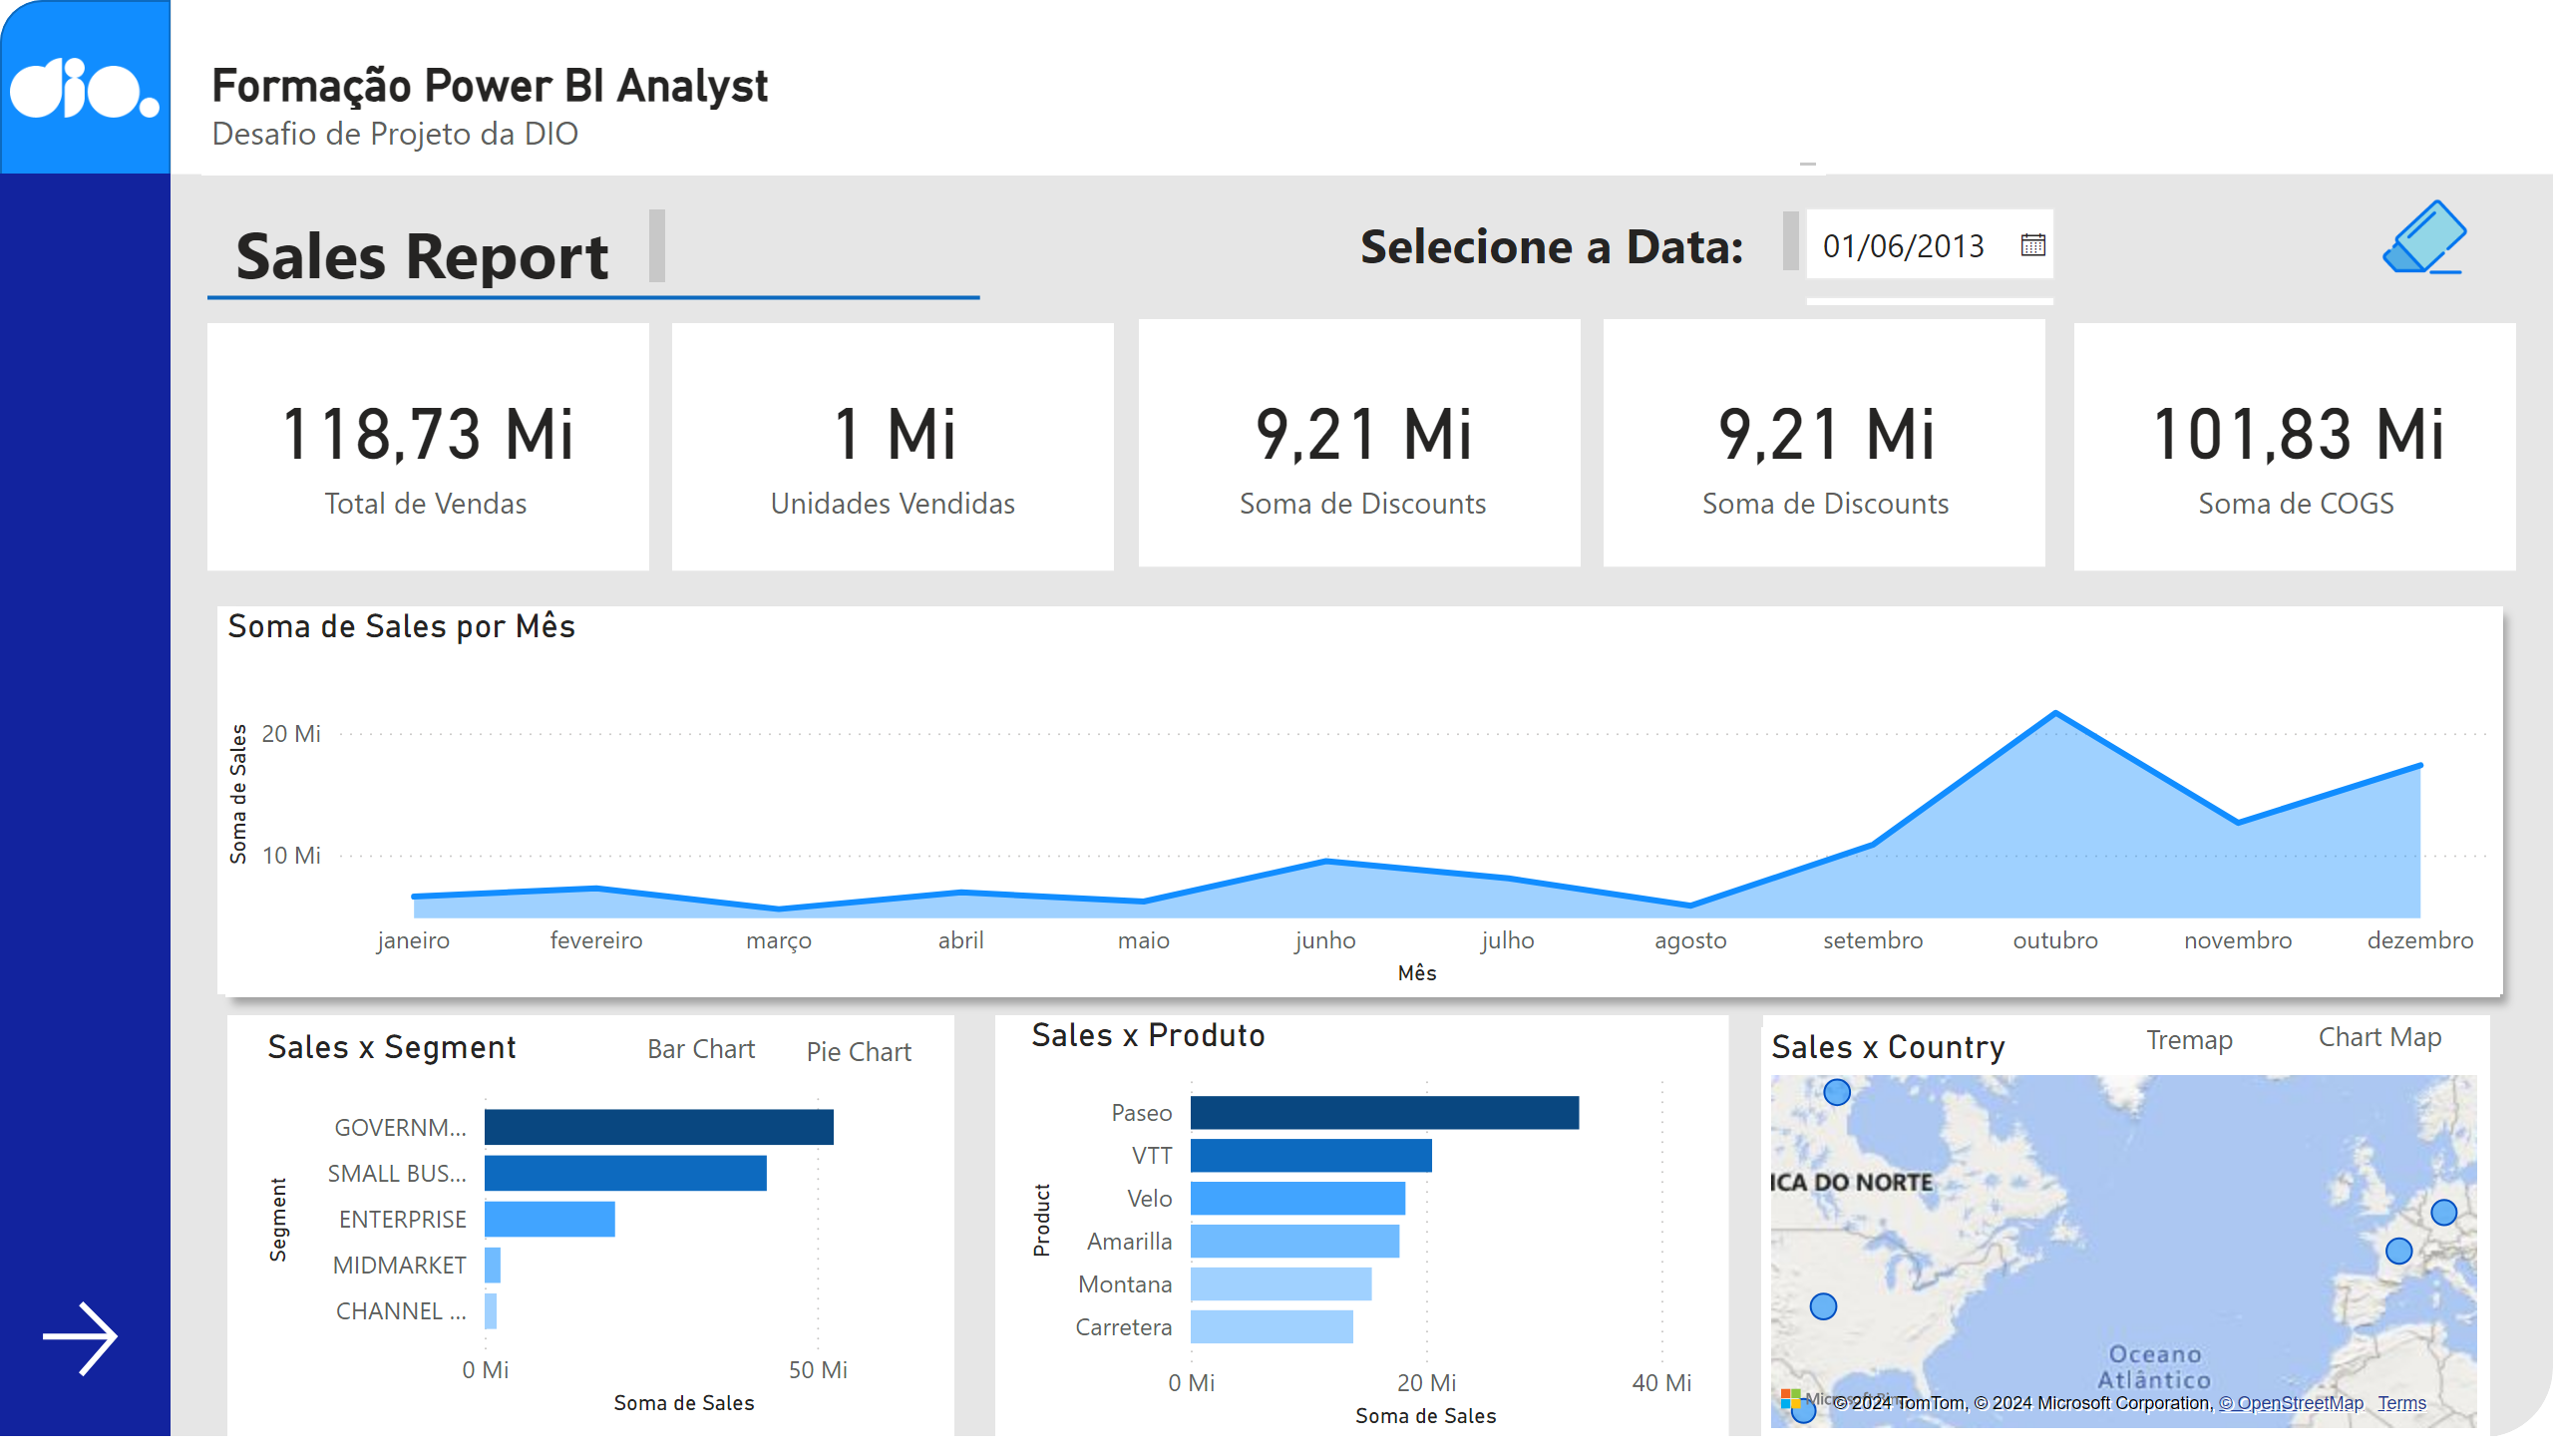 dio.
Formação Power BI Analyst
Desafio de Projeto da DIO
Sales Report
Selecione a Data:
01/06/2013
118,73 Mi
Total de Vendas
1 Mi
Unidades Vendidas
9,21 Mi
Soma de Discounts
9,21 Mi
Soma de Discounts
101,83 Mi
Soma de COGS
Soma de Sales por Mês
Soma de Sales
20 Mi
10 Mi
janeiro fevereiro março abril maio junho julho agosto setembro outubro novembro dezembro
Mês
Sales x Segment
Bar Chart
Pie Chart
Segment
GOVERNM...
SMALL BUS...
ENTERPRISE
MIDMARKET
CHANNEL ...
0 Mi 50 Mi
Soma de Sales
Sales x Produto
Product
Paseo
VTT
Velo
Amarilla
Montana
Carretera
0 Mi 20 Mi 40 Mi
Soma de Sales
Sales x Country
Tremap
Chart Map
ICA DO NORTE
Oceano
Atlântico
© 2024 TomTom, © 2024 Microsoft Corporation, © OpenStreetMap Terms